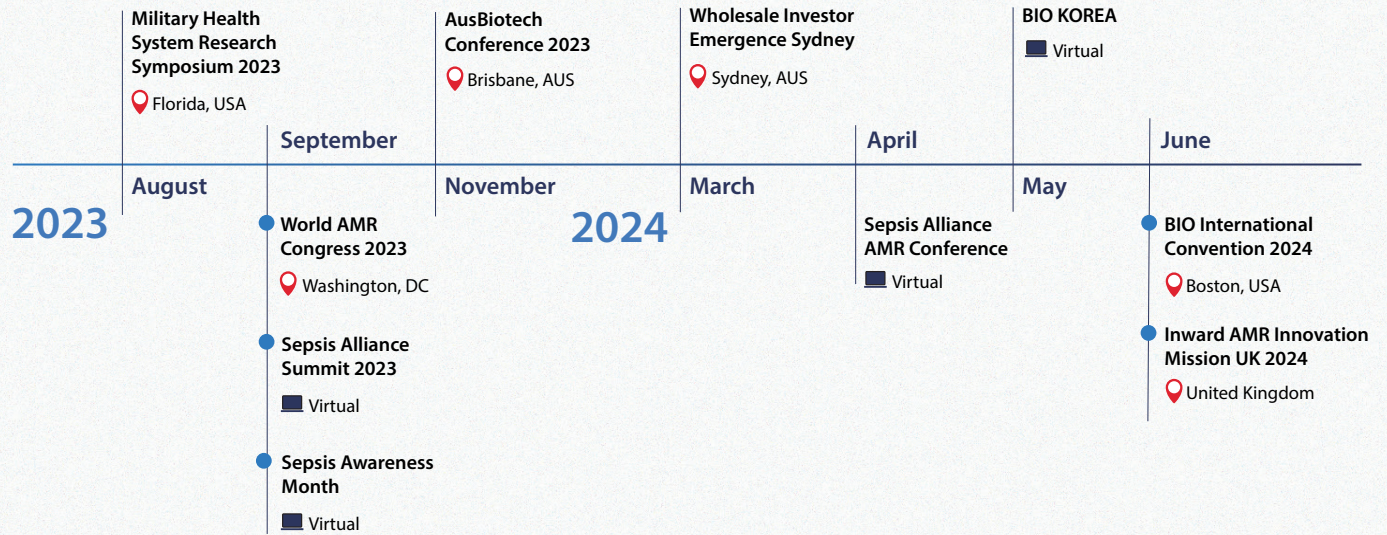 Military Health
System Research
Symposium 2023
Florida, USA
AusBiotech
Conference 2023
Brisbane, AUS
Wholesale Investor
Emergence Sydney
Sydney, AUS
BIO KOREA
Virtual
September
April
June
August
November
March
May
2023
2024
World AMR
Congress 2023
Washington, DC
Sepsis Alliance
Summit 2023
Virtual
Sepsis Awareness
Month
Virtual
Sepsis Alliance
AMR Conference
Virtual
BIO International
Convention 2024
Boston, USA
Inward AMR Innovation
Mission UK 2024
United Kingdom